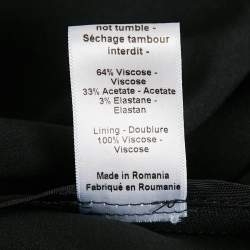 not tumble -
Séchage tambour
interdit -
64% Viscose -
Viscose
33% Acetate - Acetate
3% Elastane -
Elastan
Lining - Doublure
100% Viscose -
Viscose
Made in Romania
Fabriqué en Roumanie